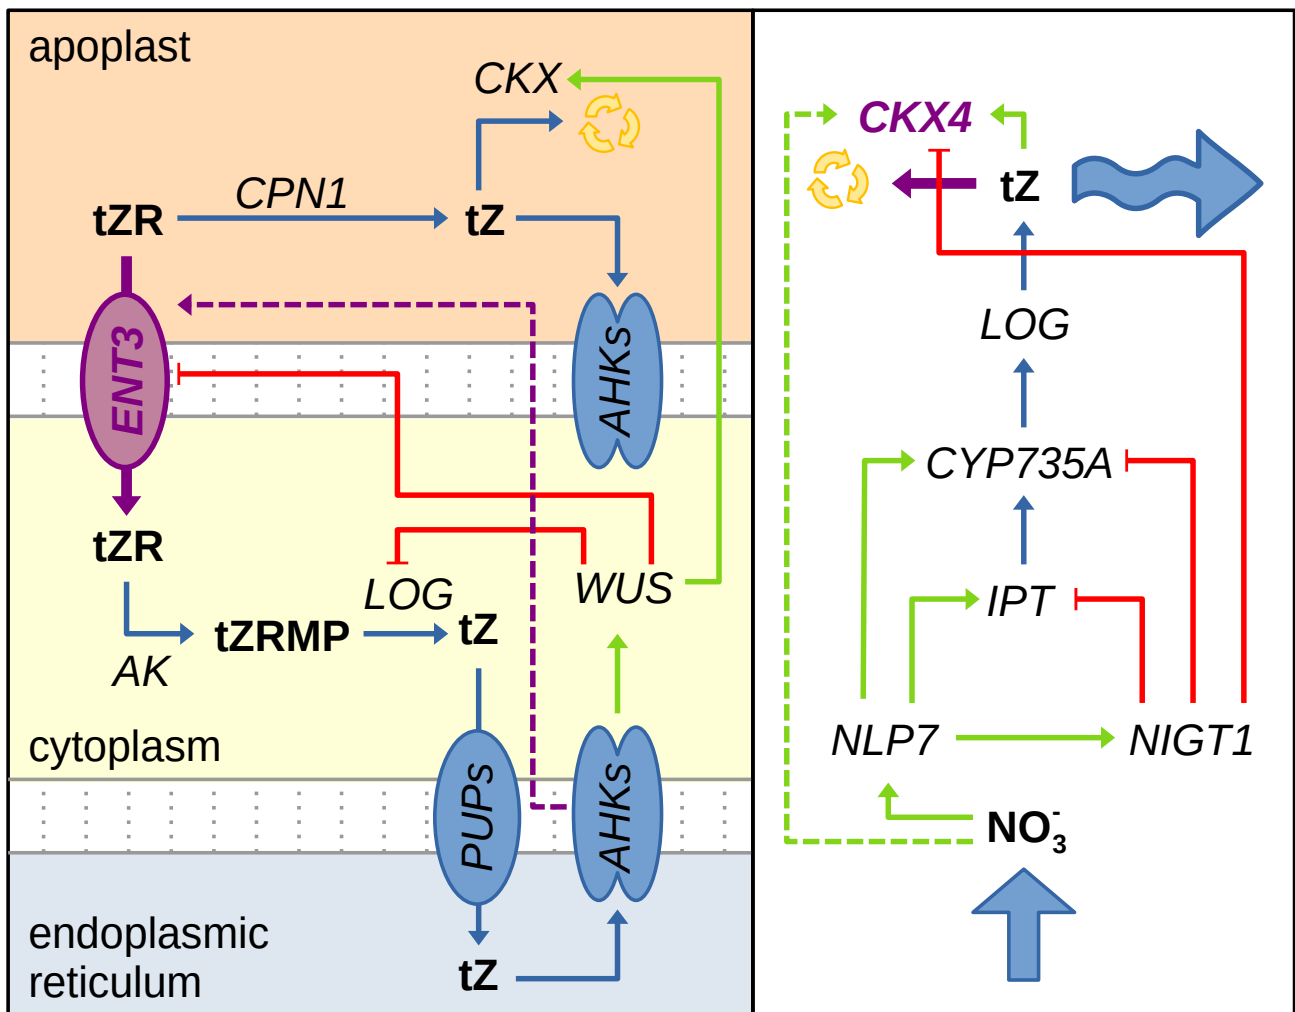 apoplast
CKX
CPN1
tZR
tZ
ENT3
AHKs
tZR
LOG
WUS
tZRMP
tZ
AK
cytoplasm
PUPs
AHKs
endoplasmic
reticulum
tZ
CKX4
tZ
LOG
CYP735A
IPT
NLP7
NIGT1
NO₃⁻